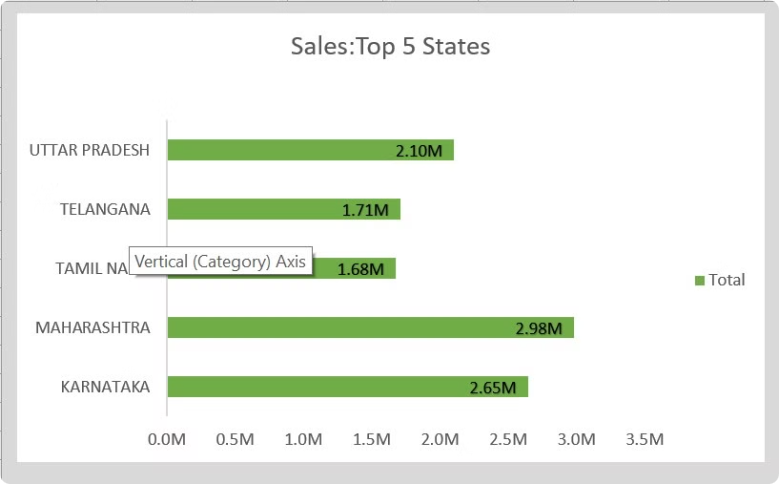 Sales:Top 5 States
UTTAR PRADESH 2.10M
TELANGANA 1.71M
TAMIL 1.68M
Vertical (Category) Axis
MAHARASHTRA 2.98M
KARNATAKA 2.65M
Total
0.0M 0.5M 1.0M 1.5M 2.0M 2.5M 3.0M 3.5M